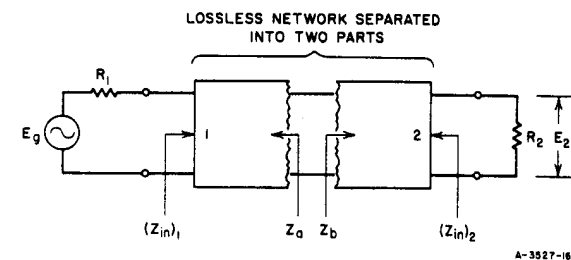 LOSSLESS NETWORK SEPARATED
INTO TWO PARTS
R1
Eg
1
2
E2
R2
(Zin)1
Za
Zb
(Zin)2
A-3527-16